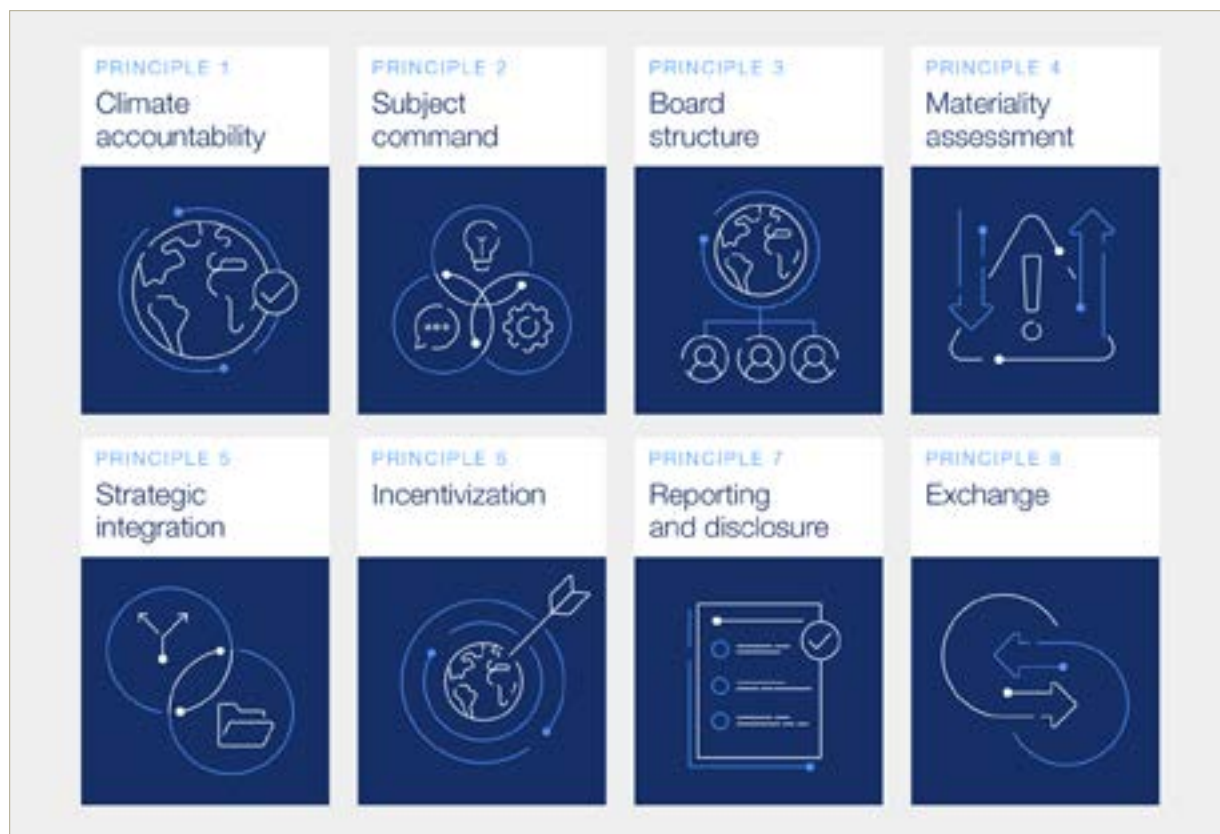 PRINCIPLE 1
Climate
accountability
PRINCIPLE 2
Subject
command
PRINCIPLE 3
Board
structure
PRINCIPLE 4
Materiality
assessment
PRINCIPLE 5
Strategic
integration
PRINCIPLE 6
Incentivization
PRINCIPLE 7
Reporting
and disclosure
PRINCIPLE 8
Exchange